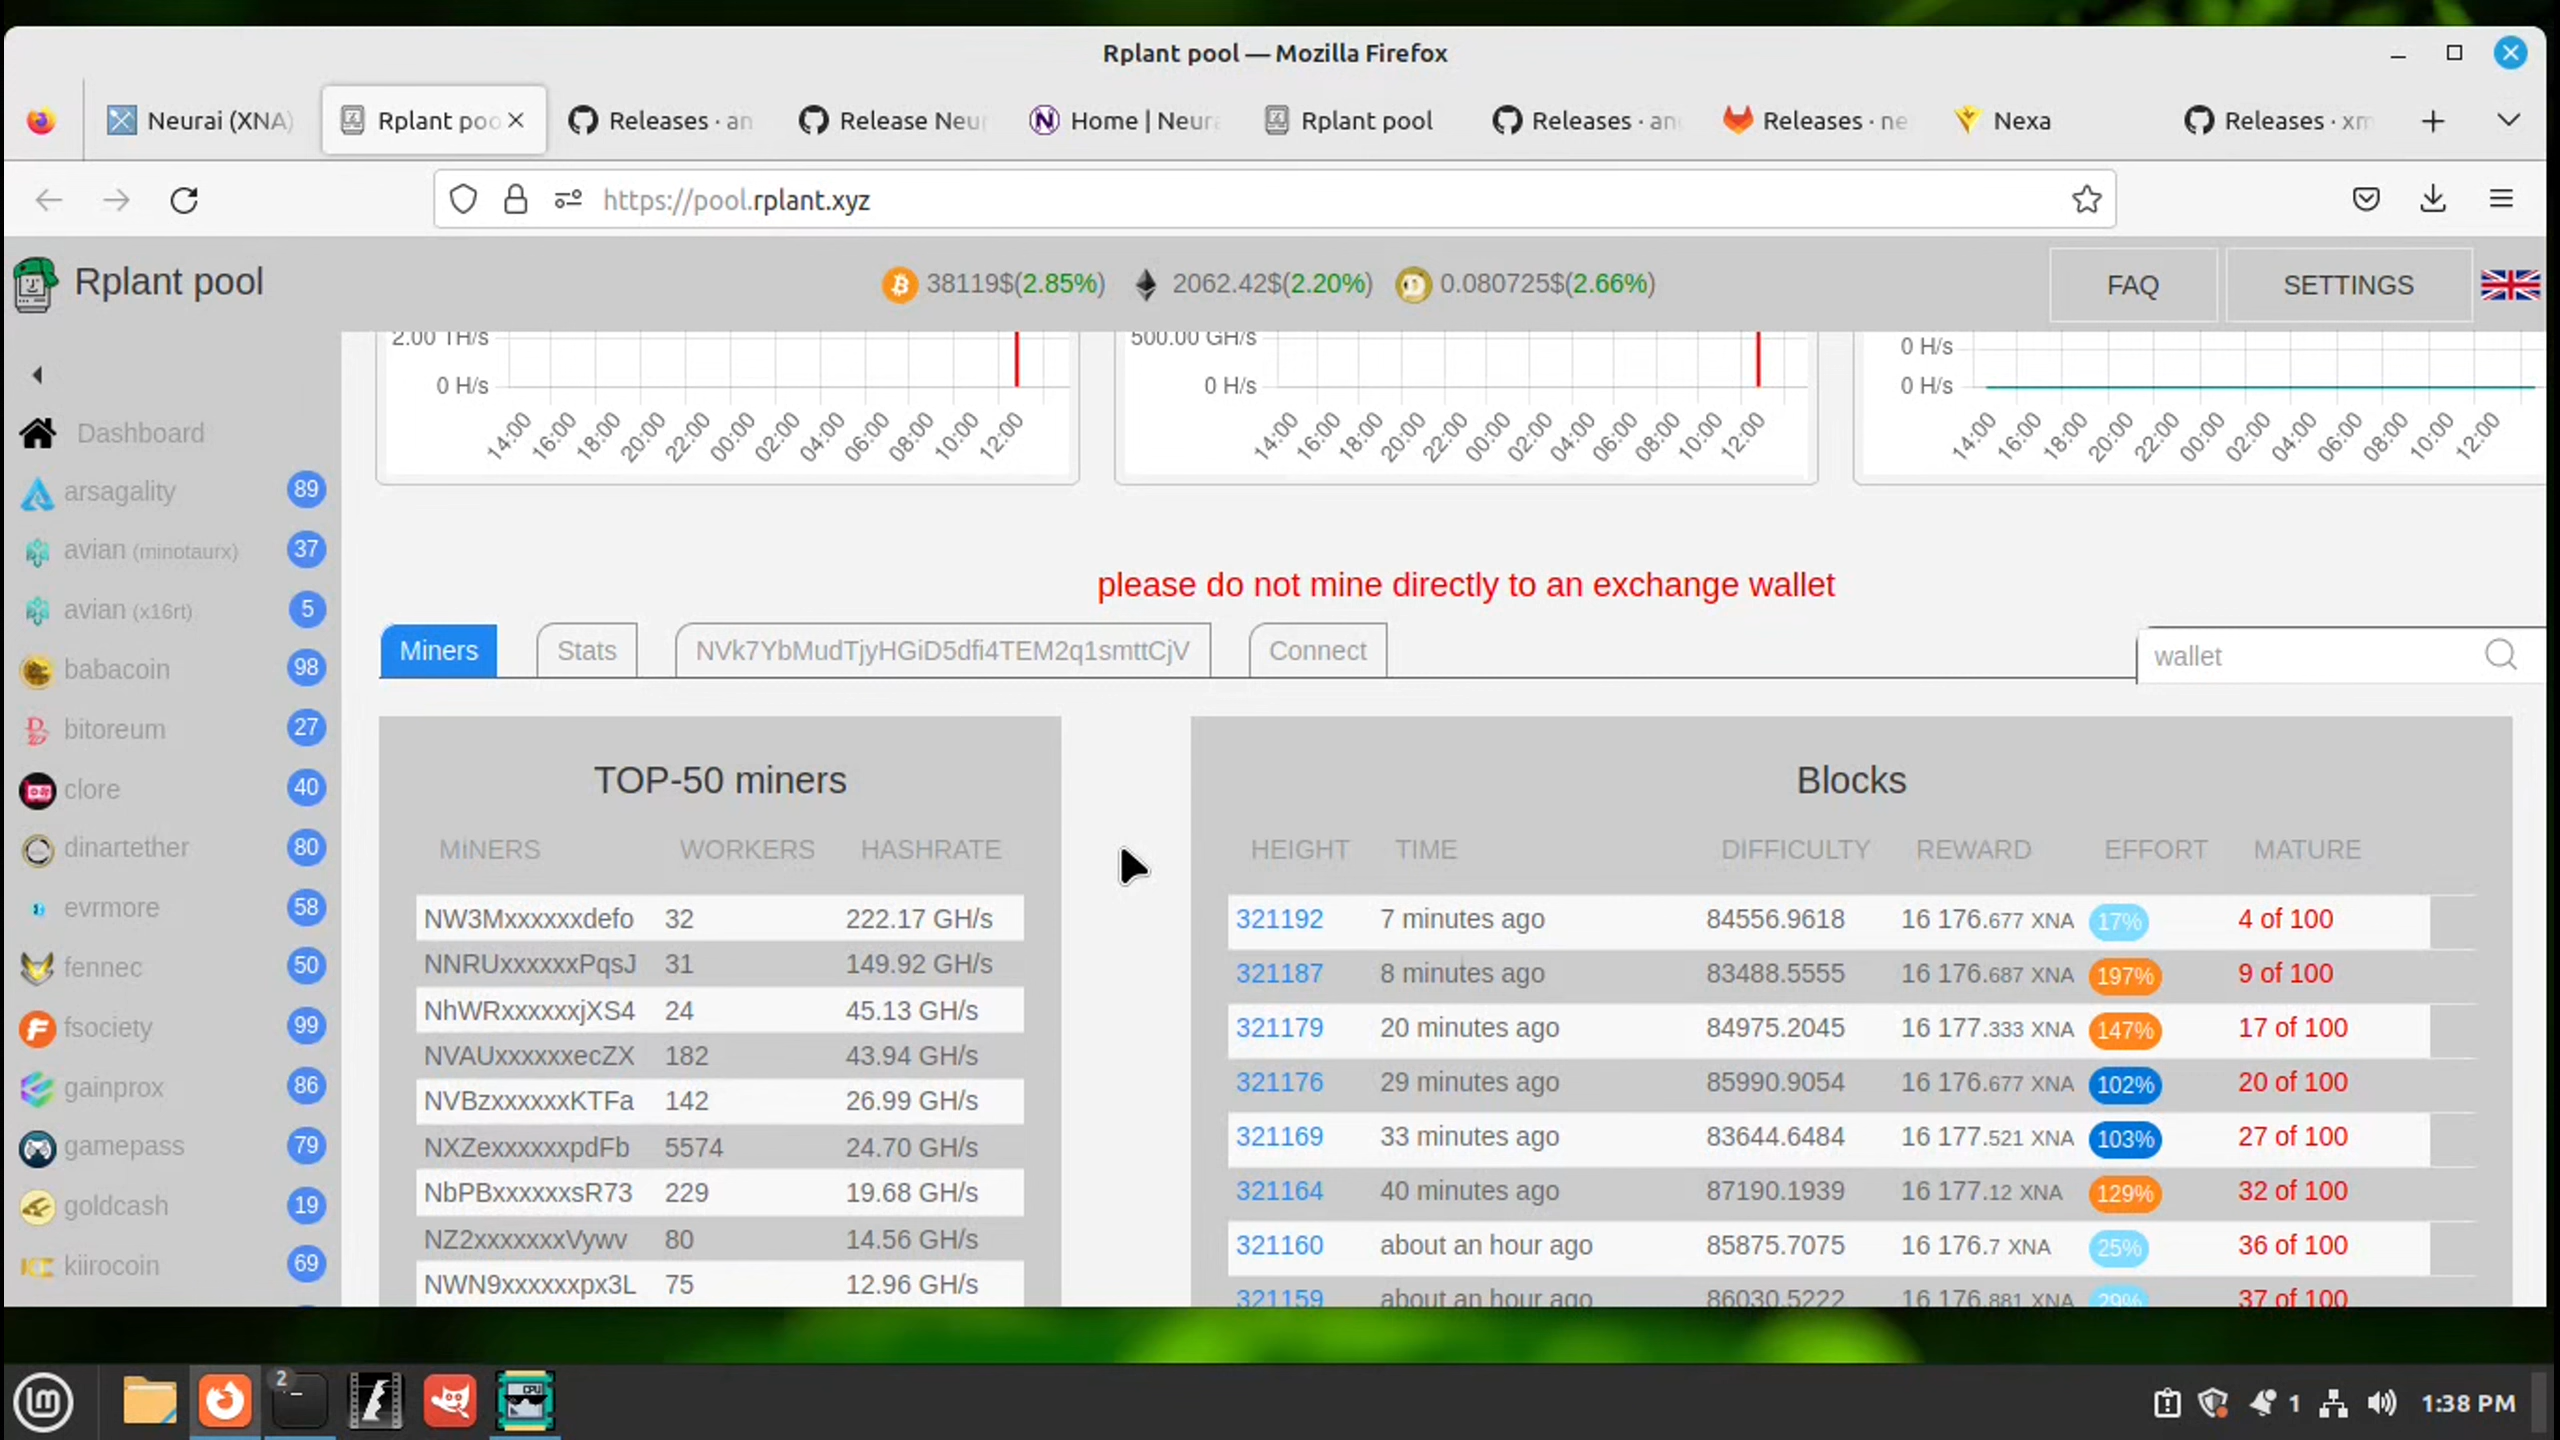 Rplant pool — Mozilla Firefox
Neurai (XNA)
Rplant poo
Releases · an
Release Neur
Home | Neura
Rplant pool
Releases · an
Releases · ne
Nexa
Releases · xm
https://pool.rplant.xyz
Rplant pool
38119$(2.85%)
2062.42$(2.20%)
0.080725$(2.66%)
FAQ
SETTINGS
2.00 TH/s
0 H/s
14:00 16:00 18:00 20:00 22:00 00:00 02:00 04:00 06:00 08:00 10:00 12:00
500.00 GH/s
0 H/s
14:00 16:00 18:00 20:00 22:00 00:00 02:00 04:00 06:00 08:00 10:00 12:00
0 H/s
0 H/s
14:00 16:00 18:00 20:00 22:00 00:00 02:00 04:00 06:00 08:00 10:00 12:00
Dashboard
arsagality 89
avian (minotaurx) 37
avian (x16rt) 5
babacoin 98
bitoreum 27
clore 40
dinartether 80
evrmore 58
fennec 50
fsociety 99
gainprox 86
gamepass 79
goldcash 19
kiirocoin 69
please do not mine directly to an exchange wallet
Miners
Stats
NVk7YbMudTjyHGiD5dfi4TEM2q1smttCjV
Connect
wallet
TOP-50 miners
MiNERS WORKERS HASHRATE
NW3Mxxxxxxdefo 32 222.17 GH/s
NNRUxxxxxxPqsJ 31 149.92 GH/s
NhWRxxxxxxjXS4 24 45.13 GH/s
NVAUxxxxxxecZX 182 43.94 GH/s
NVBzxxxxxxKTFa 142 26.99 GH/s
NXZexxxxxxpdFb 5574 24.70 GH/s
NbPBxxxxxxsR73 229 19.68 GH/s
NZ2xxxxxxxVywv 80 14.56 GH/s
NWN9xxxxxxpx3L 75 12.96 GH/s
Blocks
HEIGHT TIME DIFFICULTY REWARD EFFORT MATURE
321192 7 minutes ago 84556.9618 16 176.677 XNA 17% 4 of 100
321187 8 minutes ago 83488.5555 16 176.687 XNA 197% 9 of 100
321179 20 minutes ago 84975.2045 16 177.333 XNA 147% 17 of 100
321176 29 minutes ago 85990.9054 16 176.677 XNA 102% 20 of 100
321169 33 minutes ago 83644.6484 16 177.521 XNA 103% 27 of 100
321164 40 minutes ago 87190.1939 16 177.12 XNA 129% 32 of 100
321160 about an hour ago 85875.7075 16 176.7 XNA 25% 36 of 100
321159 about an hour ago 86030.5222 16 176.881 XNA 29% 37 of 100
2
CPU
1
1:38 PM